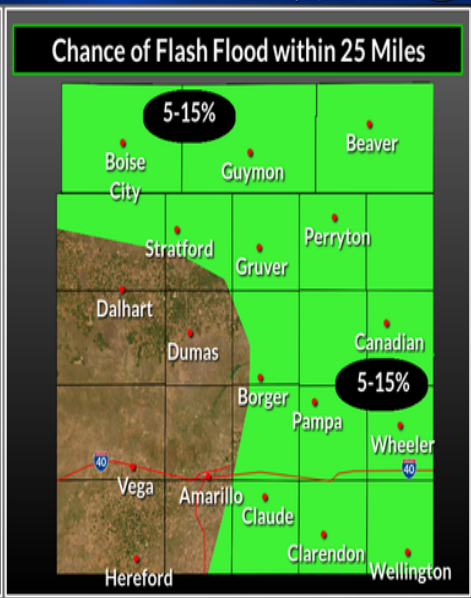 Chance of Flash Flood within 25 Miles
5-15%
Beaver
Boise
City
Guymon
Perryton
Stratford
Gruver
Dalhart
Canadian
Dumas
5-15%
Borger
Pampa
Wheeler
40
40
Vega
Amarillo
Claude
Clarendon
Hereford
Wellington